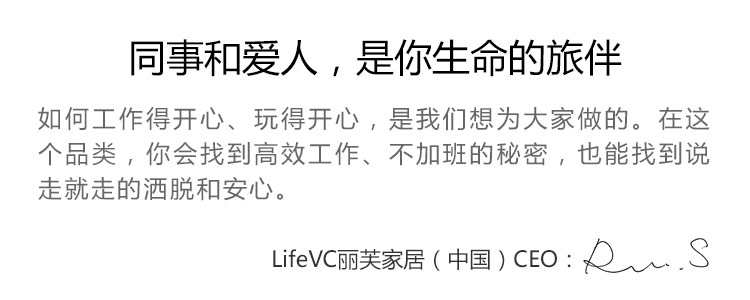 同事和爱人，是你生命的旅伴
如何工作得开心、玩得开心，是我们想为大家做的。在这
个品类，你会找到高效工作、不加班的秘密，也能找到说
走就走的洒脱和安心。
LifeVC丽芙家居（中国）CEO：